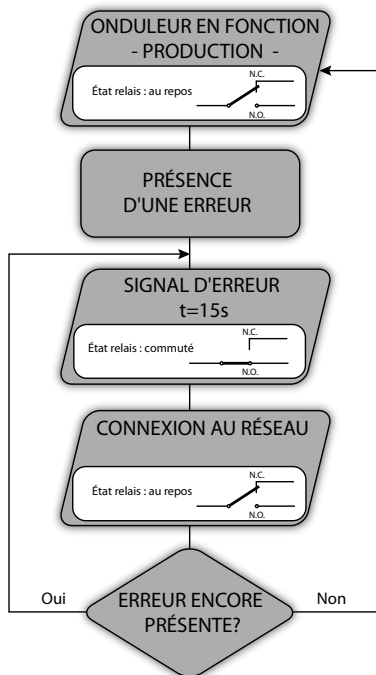 ONDULEUR EN FONCTION
- PRODUCTION -
N.C.
État relais : au repos
N.O.
PRÉSENCE
D'UNE ERREUR
SIGNAL D'ERREUR
t=15s
N.C.
État relais : commuté
N.O.
CONNEXION AU RÉSEAU
N.C.
État relais : au repos
N.O.
Oui
ERREUR ENCORE
PRÉSENTE?
Non